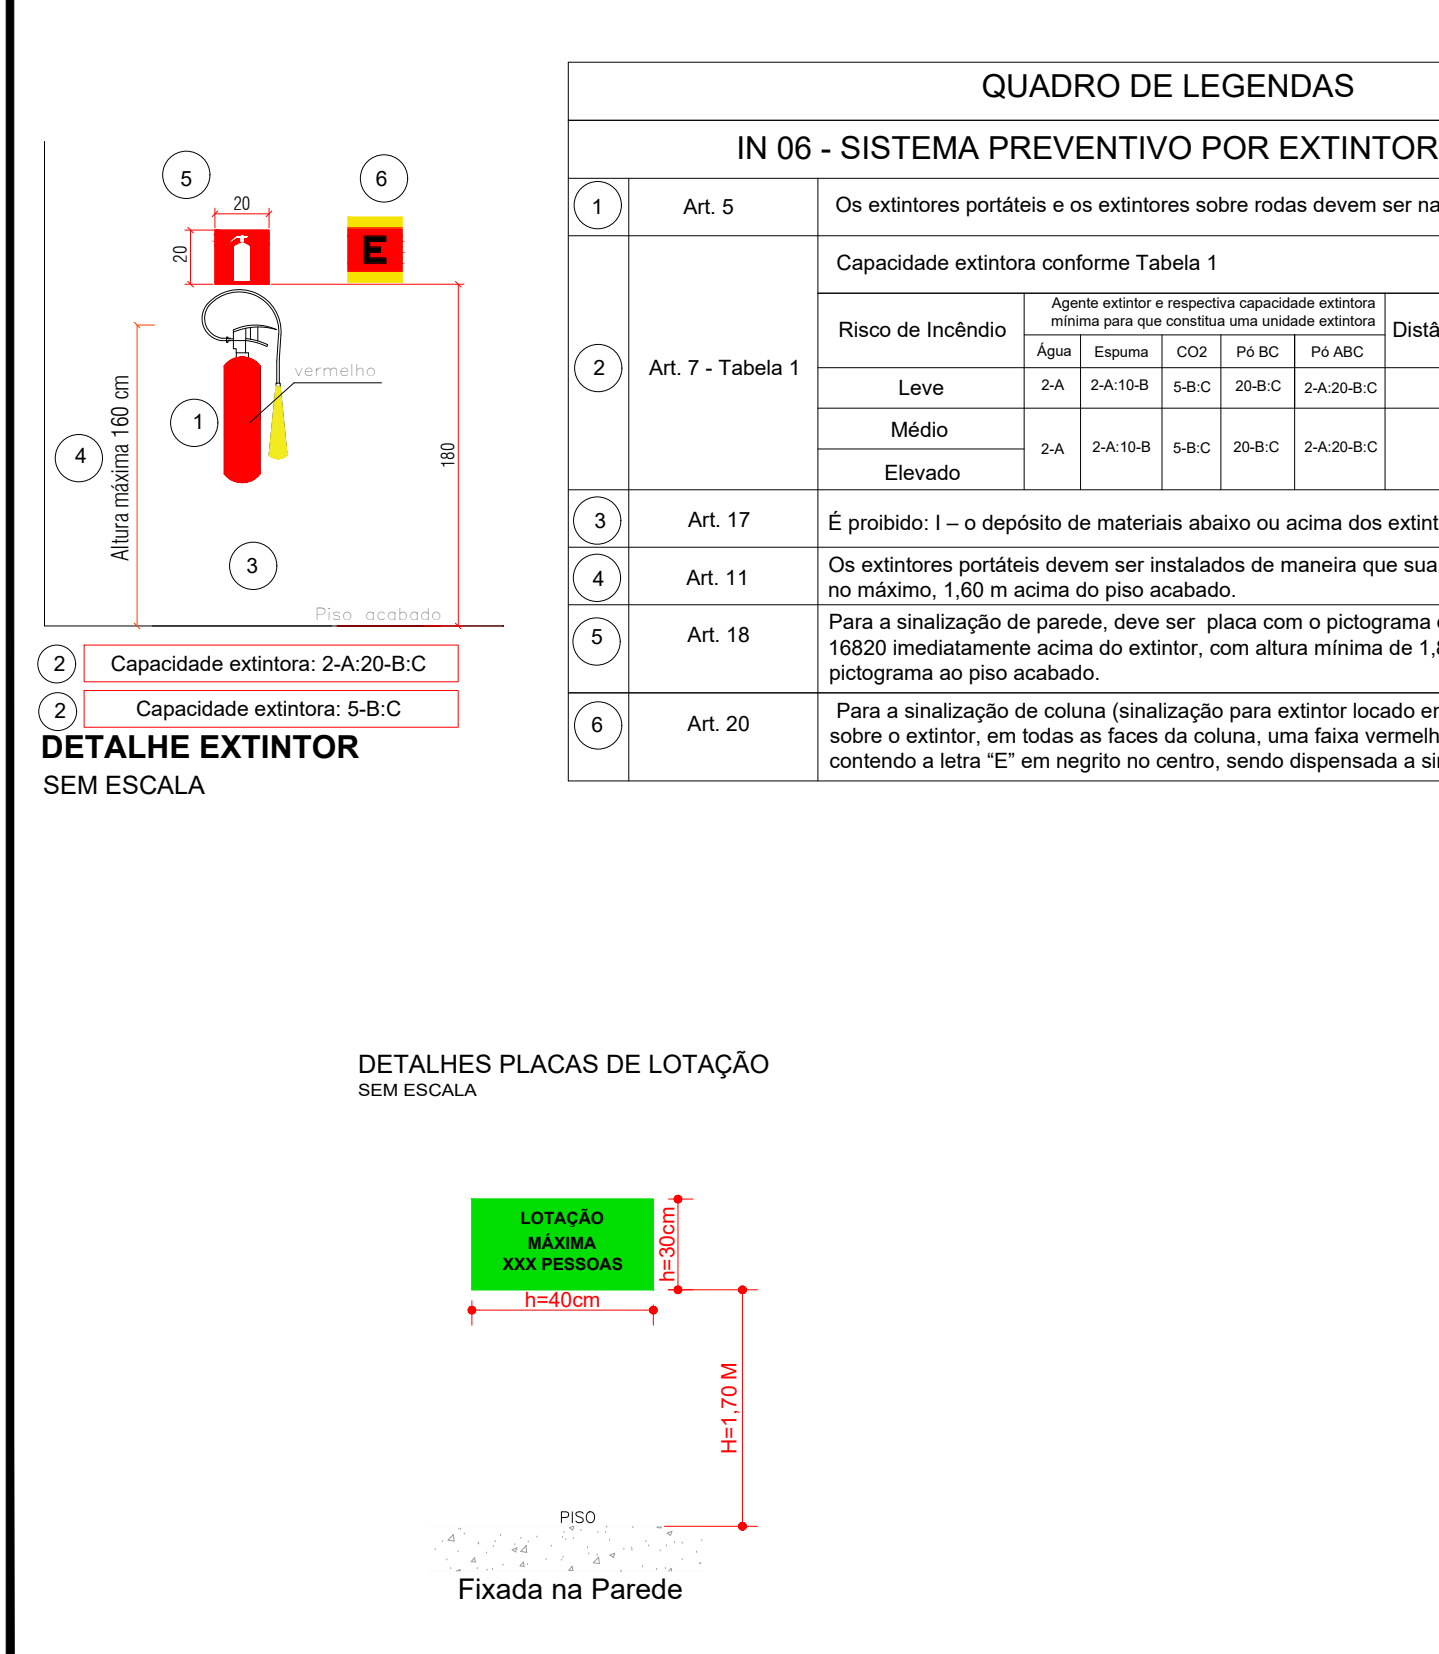 QUADRO DE LEGENDAS
IN 06 - SISTEMA PREVENTIVO POR EXTINTOR
1 Art. 5 Os extintores portáteis e os extintores sobre rodas devem ser na
2 Art. 7 - Tabela 1
Capacidade extintora conforme Tabela 1
Risco de Incêndio
Agente extintor e respectiva capacidade extintora
mínima para que constitua uma unidade extintora
Distâ
Água Espuma CO2 Pó BC Pó ABC
Leve 2-A 2-A:10-B 5-B:C 20-B:C 2-A:20-B:C
Médio
2-A 2-A:10-B 5-B:C 20-B:C 2-A:20-B:C
Elevado
3 Art. 17 É proibido: I – o depósito de materiais abaixo ou acima dos extint
4 Art. 11 Os extintores portáteis devem ser instalados de maneira que sua
no máximo, 1,60 m acima do piso acabado.
5 Art. 18 Para a sinalização de parede, deve ser placa com o pictograma
16820 imediatamente acima do extintor, com altura mínima de 1,8
pictograma ao piso acabado.
6 Art. 20 Para a sinalização de coluna (sinalização para extintor locado em
sobre o extintor, em todas as faces da coluna, uma faixa vermelh
contendo a letra “E” em negrito no centro, sendo dispensada a si
5
6
20
20
E
vermelho
Altura máxima 160 cm
1
4
180
3
Piso acabado
2 Capacidade extintora: 2-A:20-B:C
2 Capacidade extintora: 5-B:C
DETALHE EXTINTOR
SEM ESCALA
DETALHES PLACAS DE LOTAÇÃO
SEM ESCALA
LOTAÇÃO
MÁXIMA
XXX PESSOAS
h=30cm
h=40cm
H=1,70 M
PISO
Fixada na Parede